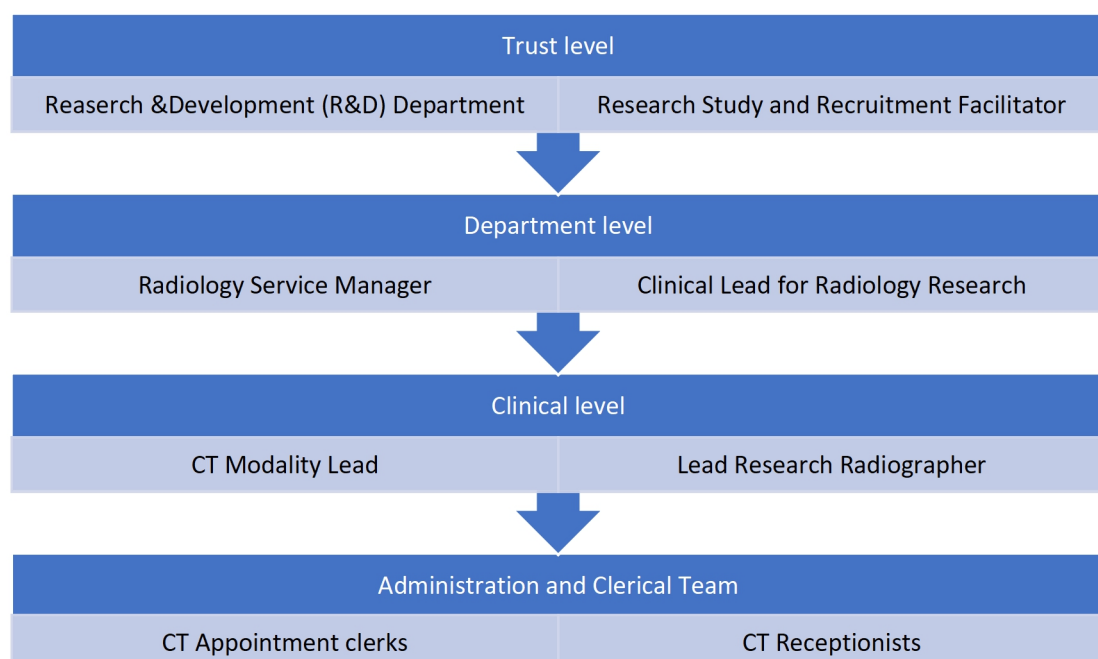 Trust level
Reaserch &Development (R&D) Department
Research Study and Recruitment Facilitator
Department level
Radiology Service Manager
Clinical Lead for Radiology Research
Clinical level
CT Modality Lead
Lead Research Radiographer
Administration and Clerical Team
CT Appointment clerks
CT Receptionists